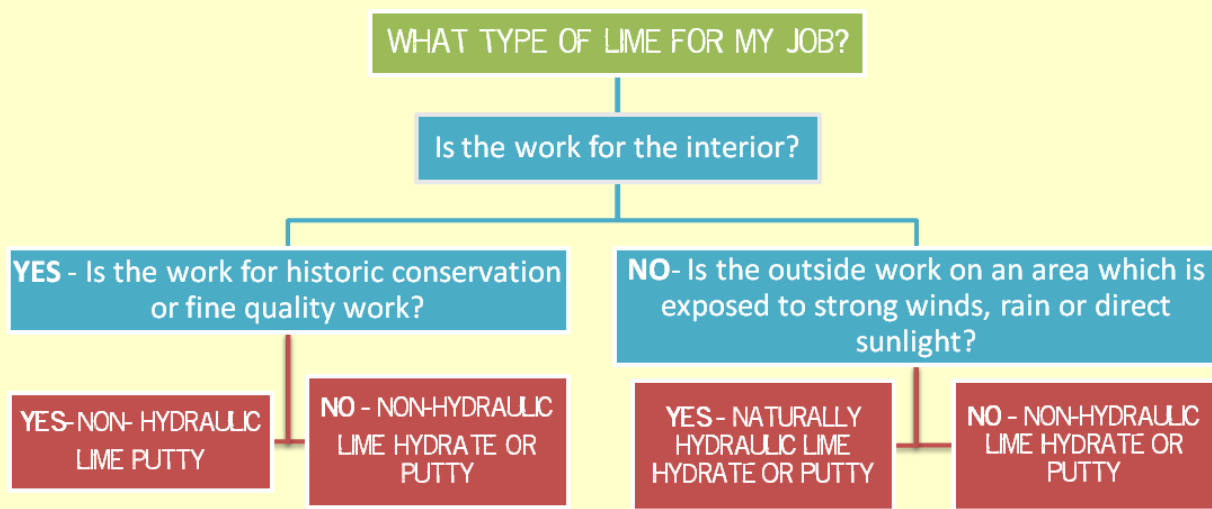 WHAT TYPE OF LIME FOR MY JOB?
Is the work for the interior?
YES - Is the work for historic conservation
or fine quality work?
NO- Is the outside work on an area which is
exposed to strong winds, rain or direct
sunlight?
YES- NON- HYDRAULIC
LIME PUTTY
NO - NON-HYDRAULIC
LIME HYDRATE OR
PUTTY
YES - NATURALLY
HYDRAULIC LIME
HYDRATE OR PUTTY
NO - NON-HYDRAULIC
LIME HYDRATE OR
PUTTY